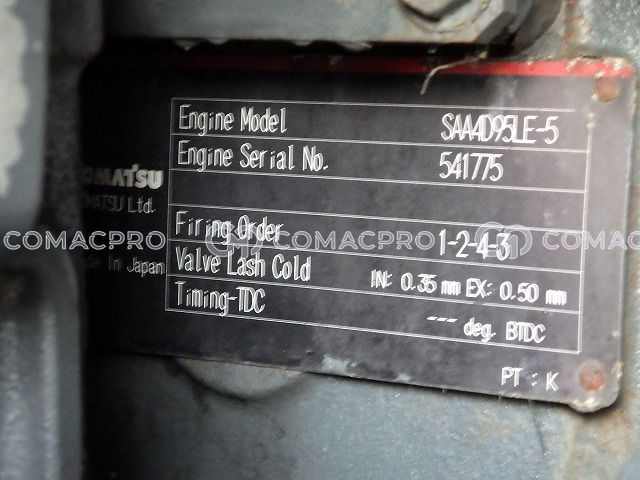 Engine Model SAA4D95LE-5
Engine Serial No. 541775
KOMATSU
KOMATSU Ltd.
Firing Order 1-2-4-3
COMACPRO COMACPRO COMACPRO
Made In Japan
Valve Lash Cold IN: 0.35 mm EX: 0.50 mm
Timing-TDC --- deg. BTDC
PT : K